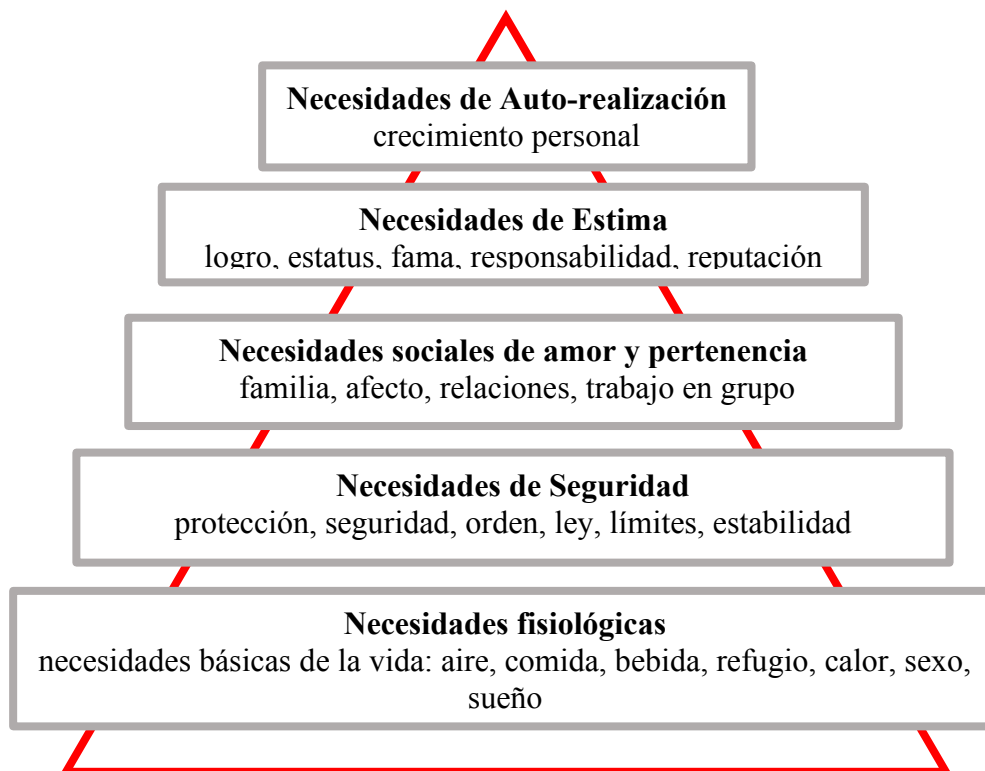 Necesidades de Auto-realización
crecimiento personal
Necesidades de Estima
logro, estatus, fama, responsabilidad, reputación
Necesidades sociales de amor y pertenencia
familia, afecto, relaciones, trabajo en grupo
Necesidades de Seguridad
protección, seguridad, orden, ley, límites, estabilidad
Necesidades fisiológicas
necesidades básicas de la vida: aire, comida, bebida, refugio, calor, sexo,
sueño